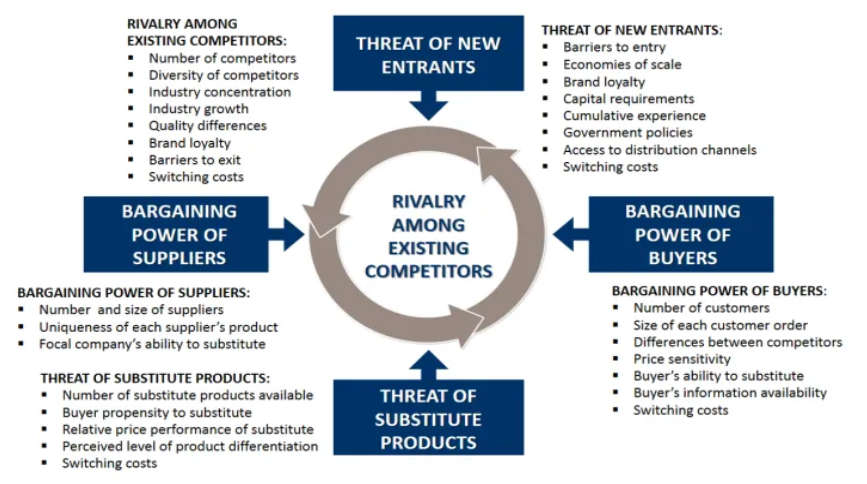 RIVALRY AMONG
EXISTING COMPETITORS:
▪ Number of competitors
▪ Diversity of competitors
▪ Industry concentration
▪ Industry growth
▪ Quality differences
▪ Brand loyalty
▪ Barriers to exit
▪ Switching costs
THREAT OF NEW
ENTRANTS
THREAT OF NEW ENTRANTS:
▪ Barriers to entry
▪ Economies of scale
▪ Brand loyalty
▪ Capital requirements
▪ Cumulative experience
▪ Government policies
▪ Access to distribution channels
▪ Switching costs
BARGAINING
POWER OF
SUPPLIERS
RIVALRY
AMONG
EXISTING
COMPETITORS
BARGAINING
POWER OF
BUYERS
BARGAINING POWER OF SUPPLIERS:
▪ Number and size of suppliers
▪ Uniqueness of each supplier's product
▪ Focal company's ability to substitute
BARGAINING POWER OF BUYERS:
▪ Number of customers
▪ Size of each customer order
▪ Differences between competitors
▪ Price sensitivity
▪ Buyer's ability to substitute
▪ Buyer's information availability
▪ Switching costs
THREAT OF SUBSTITUTE PRODUCTS:
▪ Number of substitute products available
▪ Buyer propensity to substitute
▪ Relative price performance of substitute
▪ Perceived level of product differentiation
▪ Switching costs
THREAT OF
SUBSTITUTE
PRODUCTS